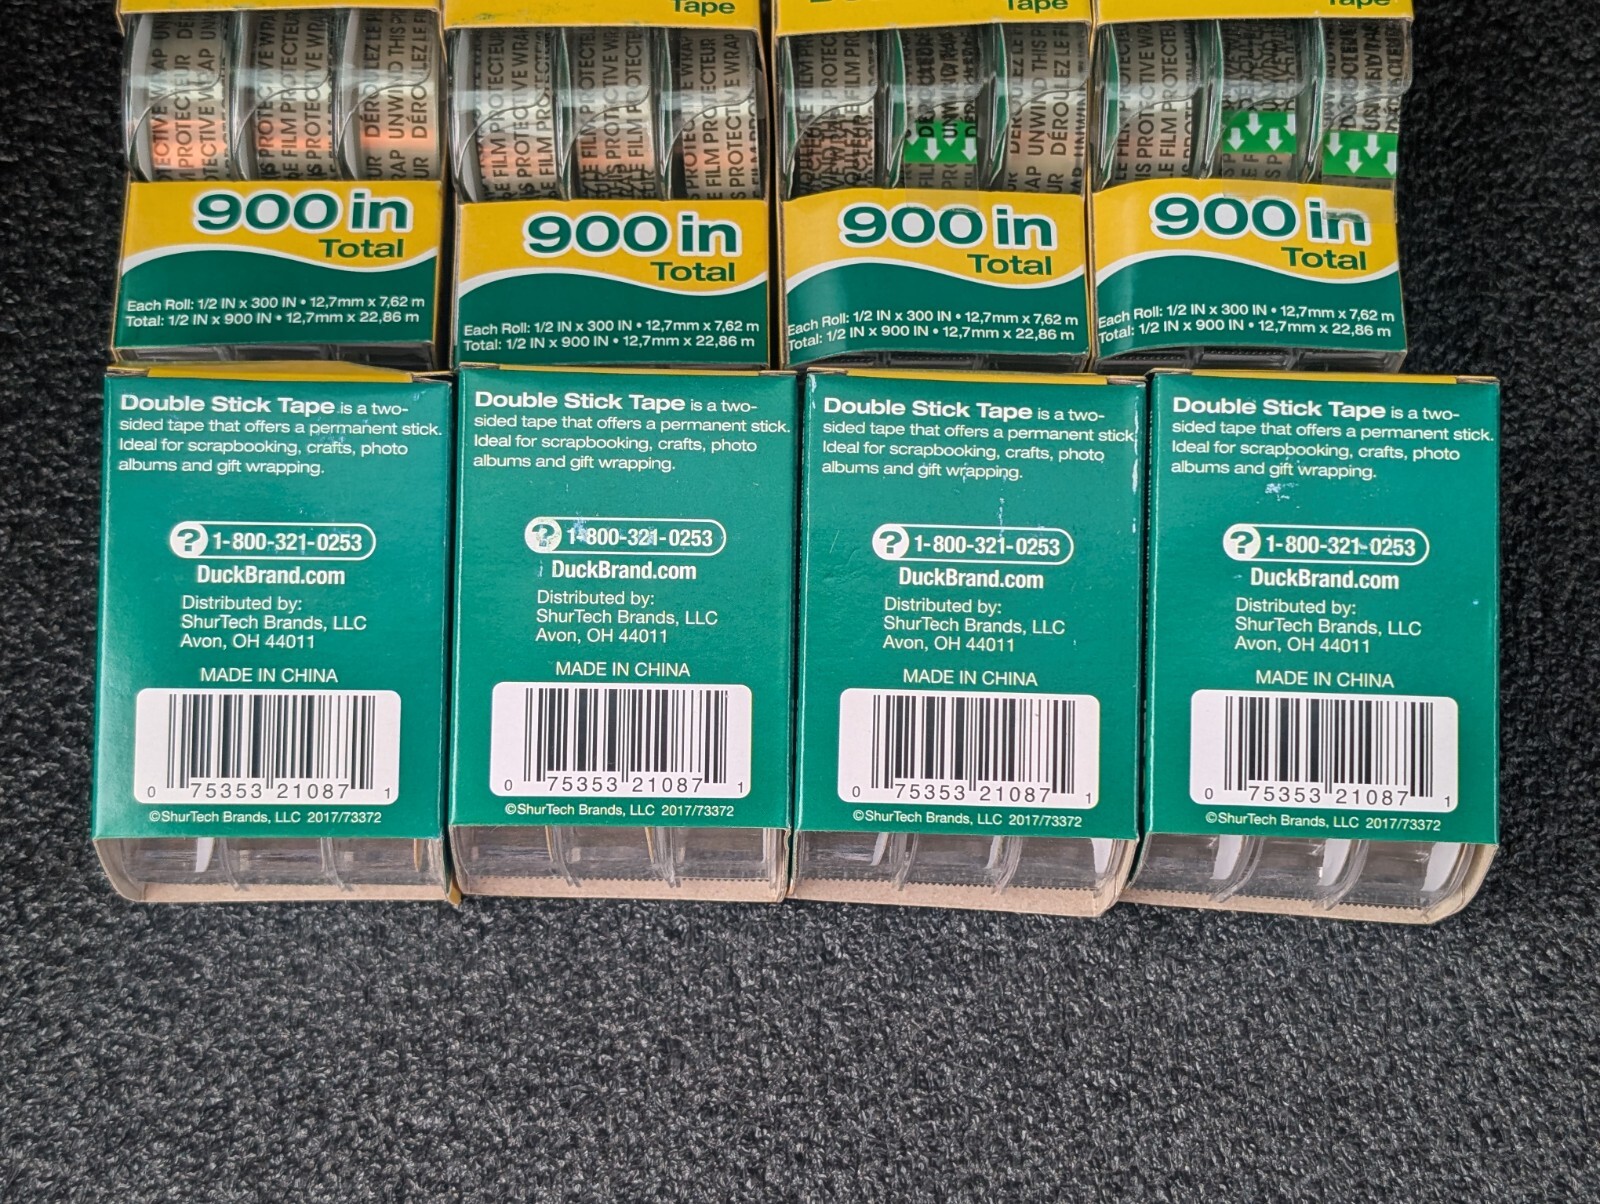 Tape
Tape
Tape
Tape
900 in
Total
Each Roll: 1/2 IN x 300 IN • 12,7mm x 7,62 m
Total: 1/2 IN x 900 IN • 12,7mm x 22,86 m
900 in
Total
Each Roll: 1/2 IN x 300 IN • 12,7mm x 7,62 m
Total: 1/2 IN x 900 IN • 12,7mm x 22,86 m
900 in
Total
Each Roll: 1/2 IN x 300 IN • 12,7mm x 7,62 m
Total: 1/2 IN x 900 IN • 12,7mm x 22,86 m
900 in
Total
Each Roll: 1/2 IN x 300 IN • 12,7mm x 7,62 m
Total: 1/2 IN x 900 IN • 12,7mm x 22,86 m
Double Stick Tape is a two-
sided tape that offers a permanent stick.
Ideal for scrapbooking, crafts, photo
albums and gift wrapping.
? 1-800-321-0253
DuckBrand.com
Distributed by:
ShurTech Brands, LLC
Avon, OH 44011
MADE IN CHINA
0 75353 21087 1
©ShurTech Brands, LLC 2017/73372
Double Stick Tape is a two-
sided tape that offers a permanent stick.
Ideal for scrapbooking, crafts, photo
albums and gift wrapping.
? 1-800-321-0253
DuckBrand.com
Distributed by:
ShurTech Brands, LLC
Avon, OH 44011
MADE IN CHINA
0 75353 21087 1
©ShurTech Brands, LLC 2017/73372
Double Stick Tape is a two-
sided tape that offers a permanent stick.
Ideal for scrapbooking, crafts, photo
albums and gift wrapping.
? 1-800-321-0253
DuckBrand.com
Distributed by:
ShurTech Brands, LLC
Avon, OH 44011
MADE IN CHINA
0 75353 21087 1
©ShurTech Brands, LLC 2017/73372
Double Stick Tape is a two-
sided tape that offers a permanent stick.
Ideal for scrapbooking, crafts, photo
albums and gift wrapping.
? 1-800-321-0253
DuckBrand.com
Distributed by:
ShurTech Brands, LLC
Avon, OH 44011
MADE IN CHINA
0 75353 21087 1
©ShurTech Brands, LLC 2017/73372